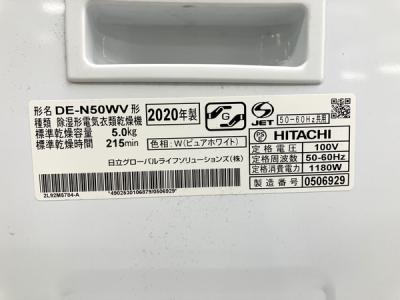 形名 DE-N50WV 形
種類 除湿形電気衣類乾燥機
標準乾燥容量 5.0kg
標準乾燥時間 215min
2020年製
色相:W(ピュアホワイト)
日立グローバルライフソリューションズ(株)
G
S JET
50-60Hz共用
PS E HITACHI
定格電圧 100V
定格周波数 50-60Hz
定格消費電力 1180W
製造番号 0506929
*4902530106879/0506929*
2L92M6784-A